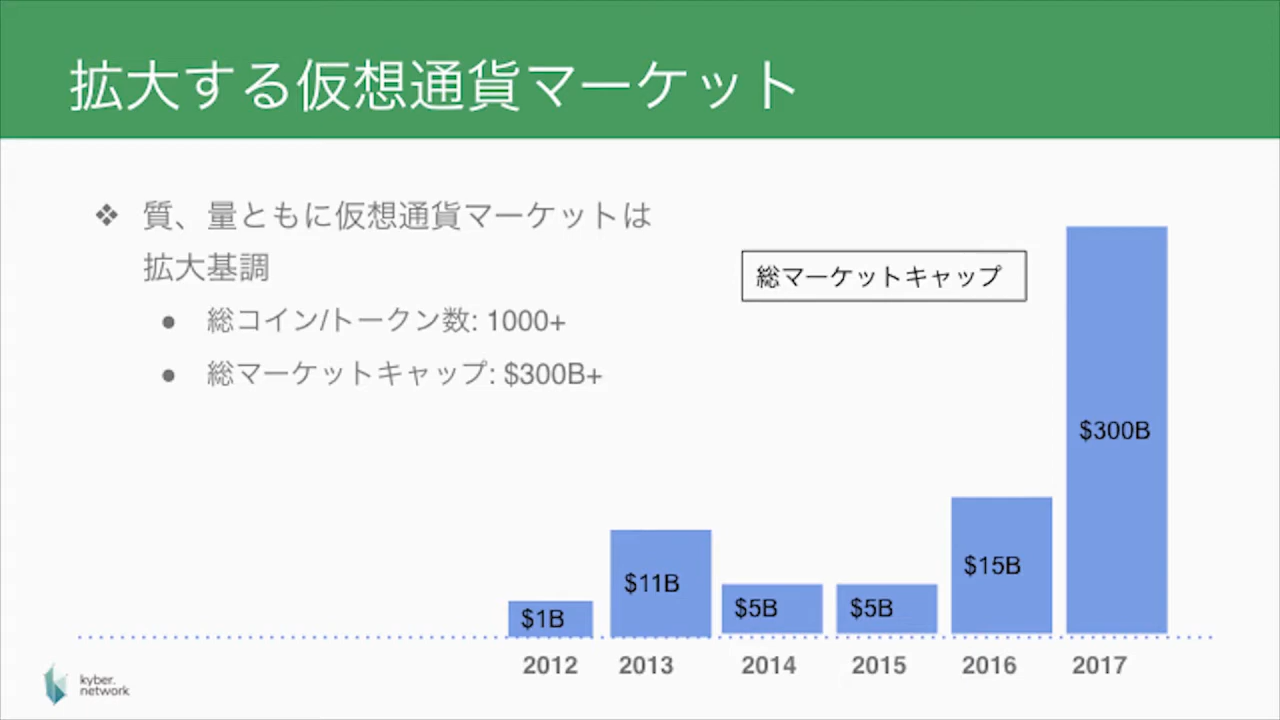 拡大する仮想通貨マーケット
❖ 質、量ともに仮想通貨マーケットは
拡大基調
● 総コイン/トークン数: 1000+
● 総マーケットキャップ: $300B+
総マーケットキャップ
$1B
$11B
$5B
$5B
$15B
$300B
2012 2013 2014 2015 2016 2017
kyber.
network